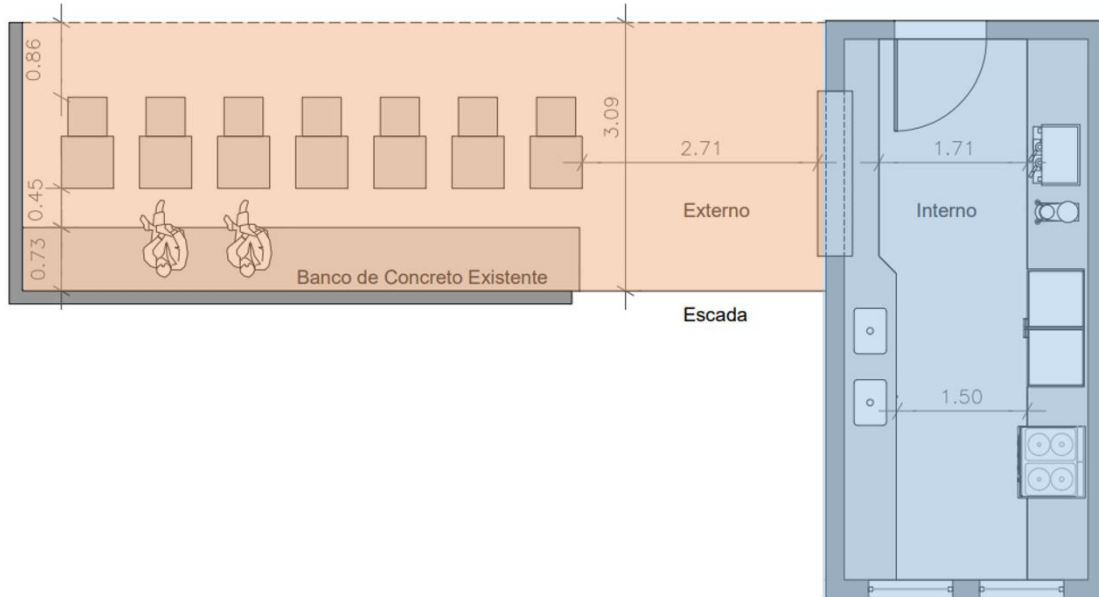 0.86
3.09
2.71
1.71
0.45
Externo
Interno
0.73
Banco de Concreto Existente
Escada
1.50